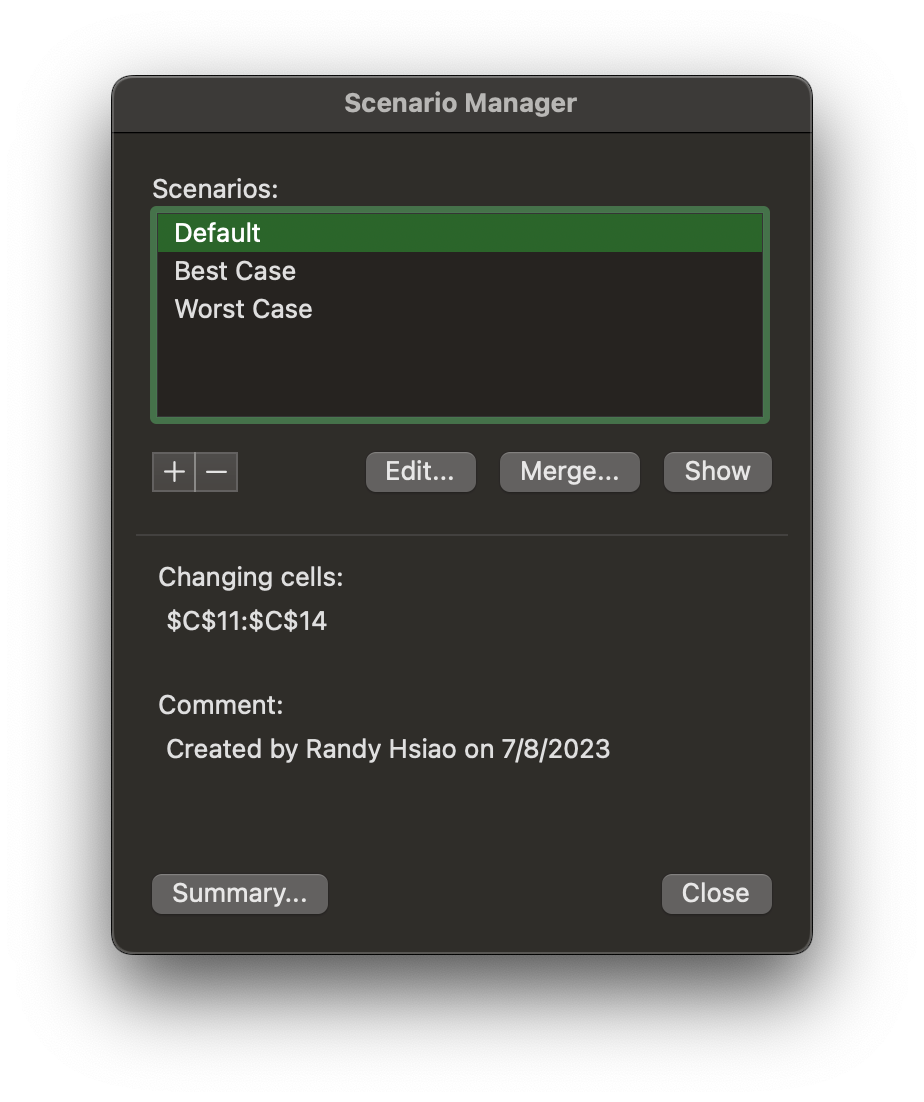 Scenario Manager
Scenarios:
Default
Best Case
Worst Case
+ − Edit... Merge... Show
Changing cells:
$C$11:$C$14
Comment:
Created by Randy Hsiao on 7/8/2023
Summary... Close